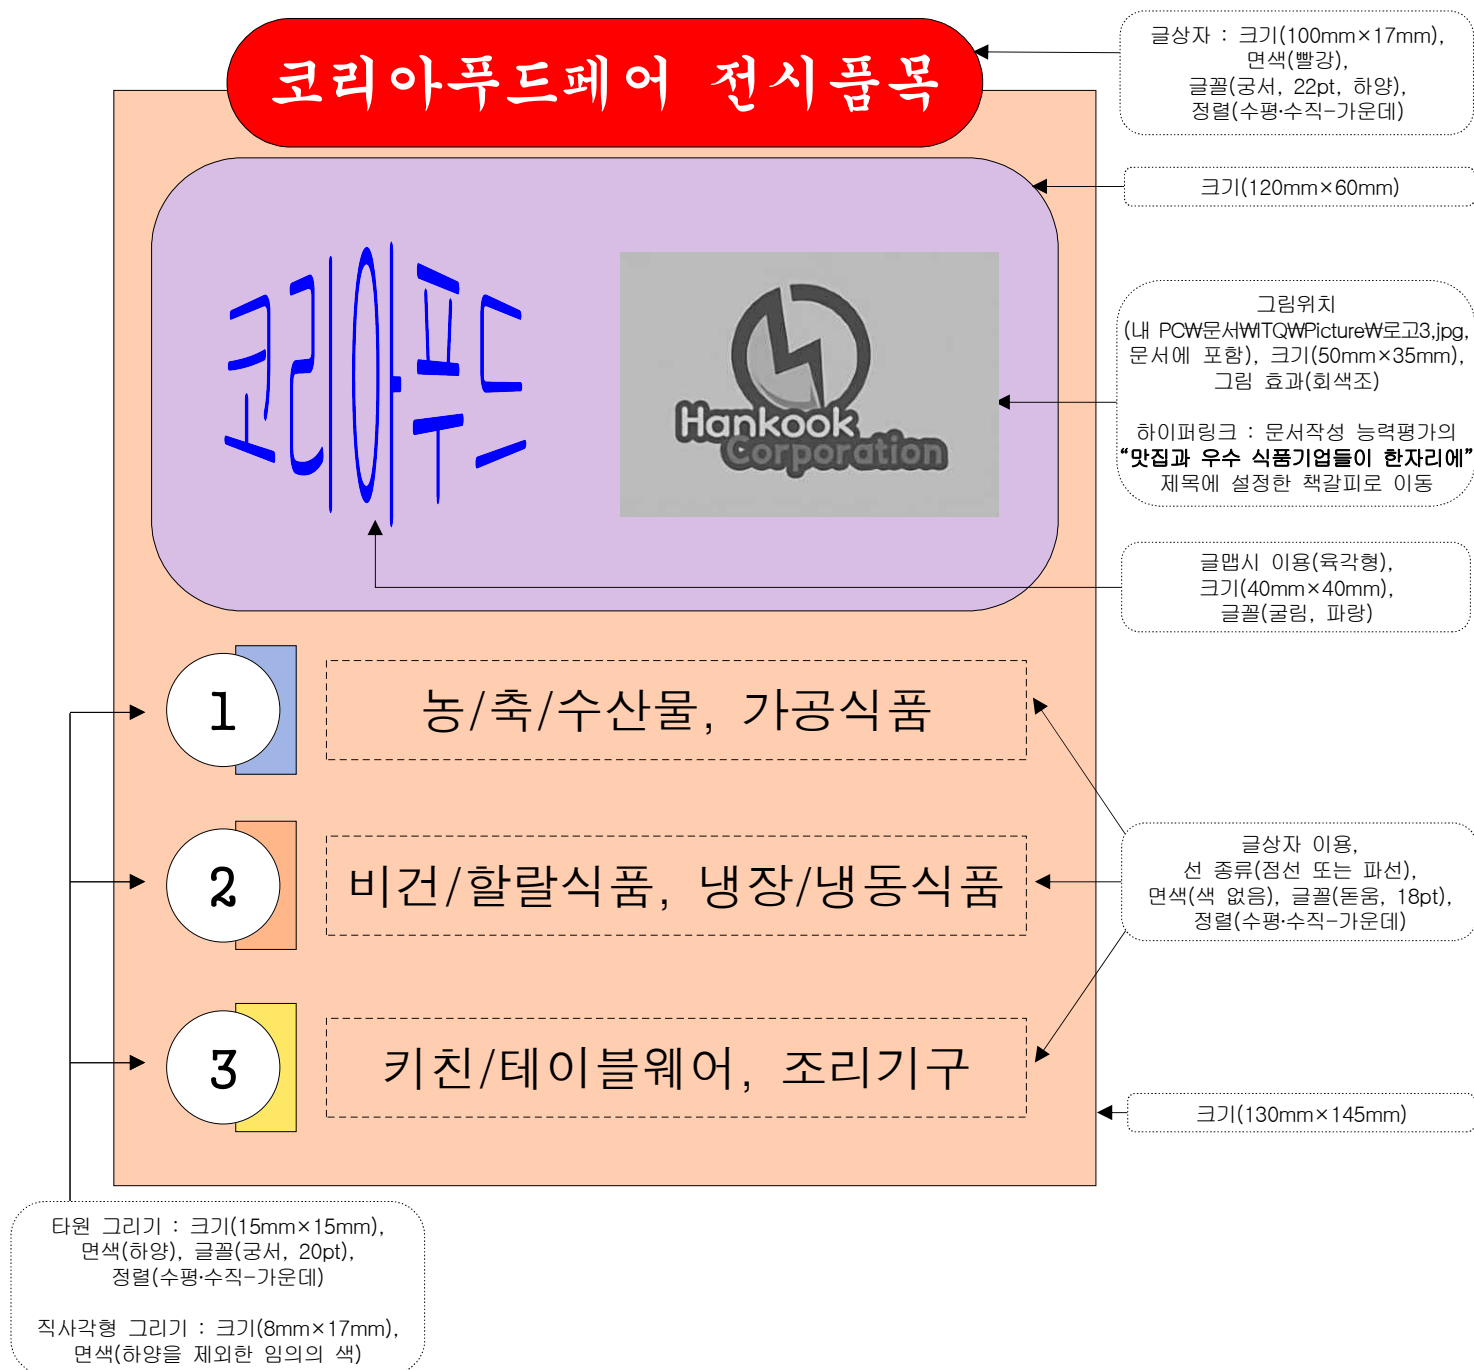 코리아푸드페어 전시품목
글상자 : 크기(100mm×17mm),
면색(빨강),
글꼴(궁서, 22pt, 하양),
정렬(수평·수직-가운데)
크기(120mm×60mm)
코리아푸드
Hankook
Corporation
그림위치
(내 PC₩문서₩ITQ₩Picture₩로고3.jpg,
문서에 포함), 크기(50mm×35mm),
그림 효과(회색조)
하이퍼링크 : 문서작성 능력평가의
“맛집과 우수 식품기업들이 한자리에”
제목에 설정한 책갈피로 이동
글맵시 이용(육각형),
크기(40mm×40mm),
글꼴(굴림, 파랑)
1
농/축/수산물, 가공식품
2
비건/할랄식품, 냉장/냉동식품
글상자 이용,
선 종류(점선 또는 파선),
면색(색 없음), 글꼴(돋움, 18pt),
정렬(수평·수직-가운데)
3
키친/테이블웨어, 조리기구
크기(130mm×145mm)
타원 그리기 : 크기(15mm×15mm),
면색(하양), 글꼴(궁서, 20pt),
정렬(수평·수직-가운데)
직사각형 그리기 : 크기(8mm×17mm),
면색(하양을 제외한 임의의 색)